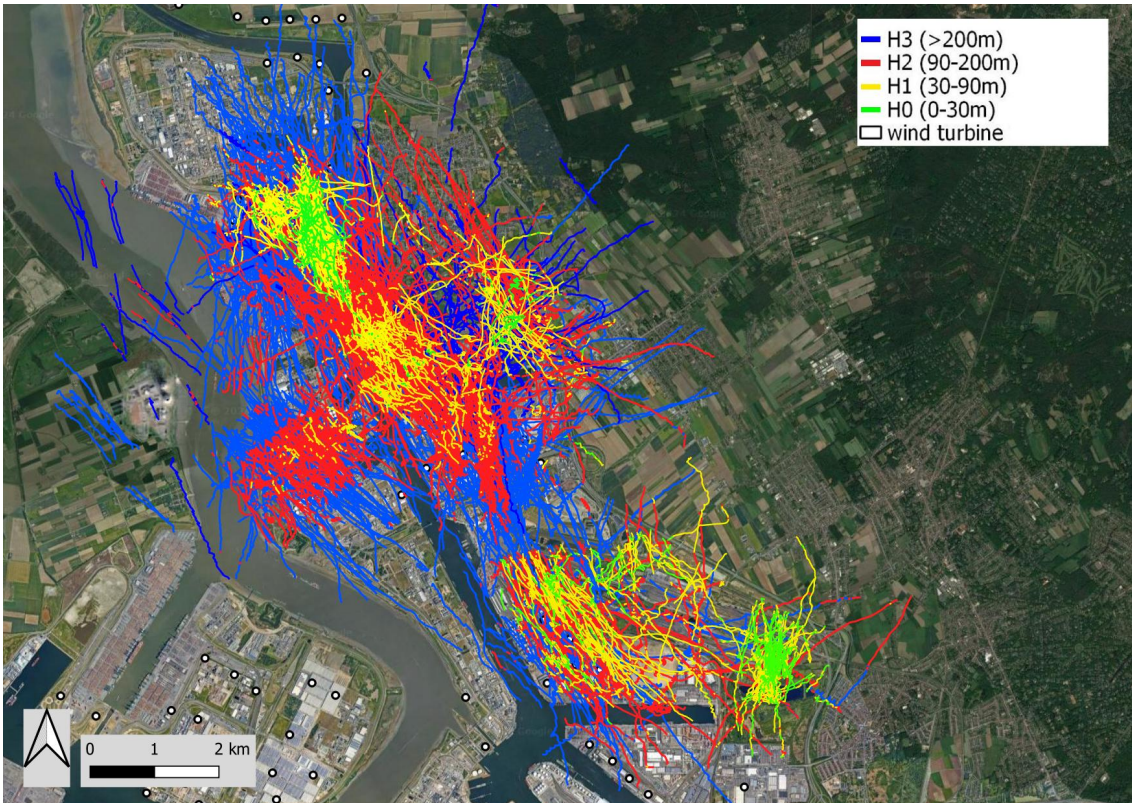 H3 (>200m)
H2 (90-200m)
H1 (30-90m)
H0 (0-30m)
wind turbine
0 1 2 km